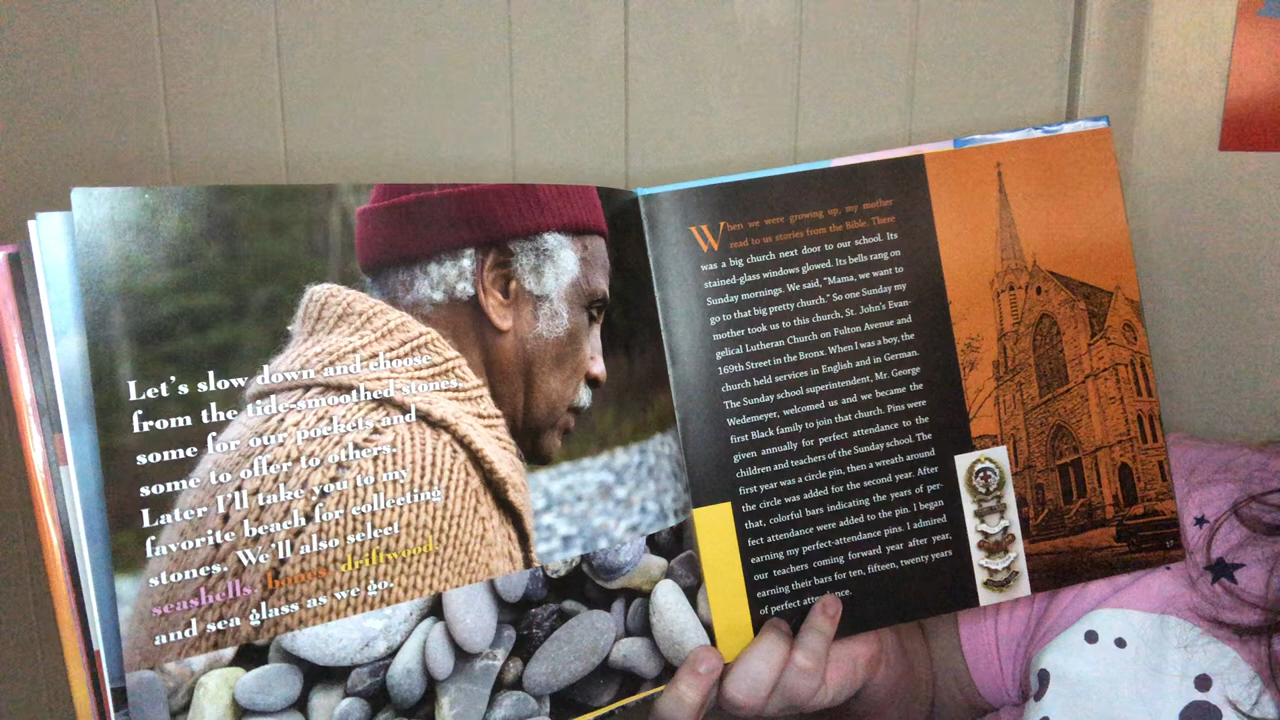 Let's slow down and choose
from the tide-smoothed stones,
some for our pockets and
some to offer to others.
Later I'll take you to my
favorite beach for collecting
stones. We'll also select
seashells, bones, driftwood,
and sea glass as we go.
When we were growing up, my mother
read to us stories from the Bible. There
was a big church next door to our school. Its
stained-glass windows glowed. Its bells rang on
Sunday mornings. We said, "Mama, we want to
go to that big pretty church." So one Sunday my
mother took us to this church, St. John's Evan-
gelical Lutheran Church on Fulton Avenue and
169th Street in the Bronx. When I was a boy, the
church held services in English and in German.
The Sunday school superintendent, Mr. George
Wedemeyer, welcomed us and we became the
first Black family to join that church. Pins were
given annually for perfect attendance to the
children and teachers of the Sunday school. The
first year was a circle pin, then a wreath around
the circle was added for the second year. After
that, colorful bars indicating the years of per-
fect attendance were added to the pin. I began
earning my perfect-attendance pins. I admired
our teachers coming forward year after year,
earning their bars for ten, fifteen, twenty years
of perfect attendance.